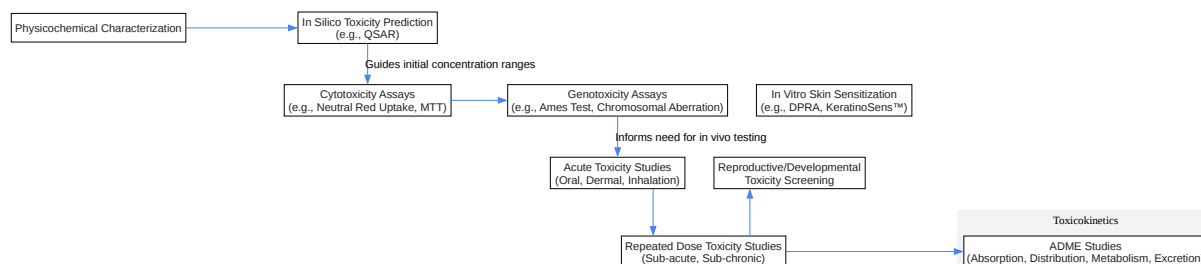 Physicochemical Characterization
In Silico Toxicity Prediction
(e.g., QSAR)
Guides initial concentration ranges
Cytotoxicity Assays
(e.g., Neutral Red Uptake, MTT)
Genotoxicity Assays
(e.g., Ames Test, Chromosomal Aberration)
In Vitro Skin Sensitization
(e.g., DPRA, KeratinoSens™)
Informs need for in vivo testing
Acute Toxicity Studies
(Oral, Dermal, Inhalation)
Reproductive/Developmental
Toxicity Screening
Toxicokinetics
Repeated Dose Toxicity Studies
(Sub-acute, Sub-chronic)
ADME Studies
(Absorption, Distribution, Metabolism, Excretion